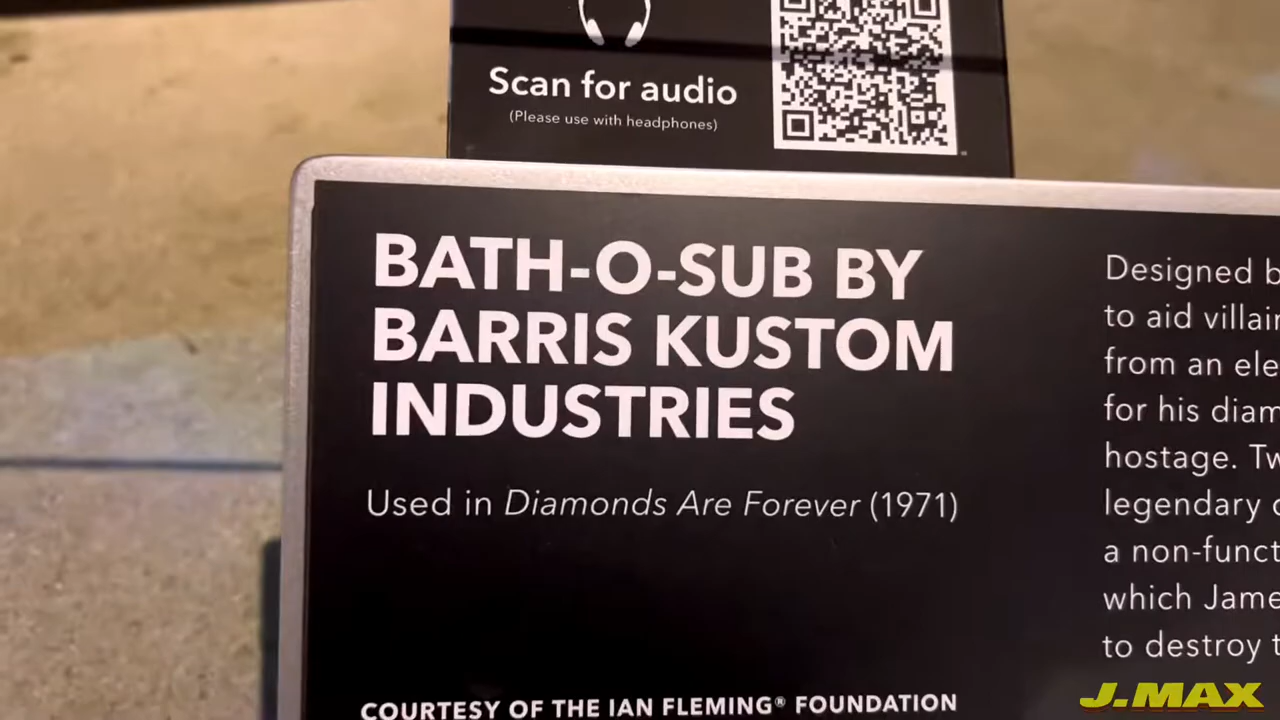 Scan for audio
(Please use with headphones)
BATH-O-SUB BY
BARRIS KUSTOM
INDUSTRIES
Used in Diamonds Are Forever (1971)
COURTESY OF THE IAN FLEMING® FOUNDATION
Designed b
to aid villai
from an ele
for his diam
hostage. Tw
legendary
a non-funct
which Jame
to destroy t
J.MAX